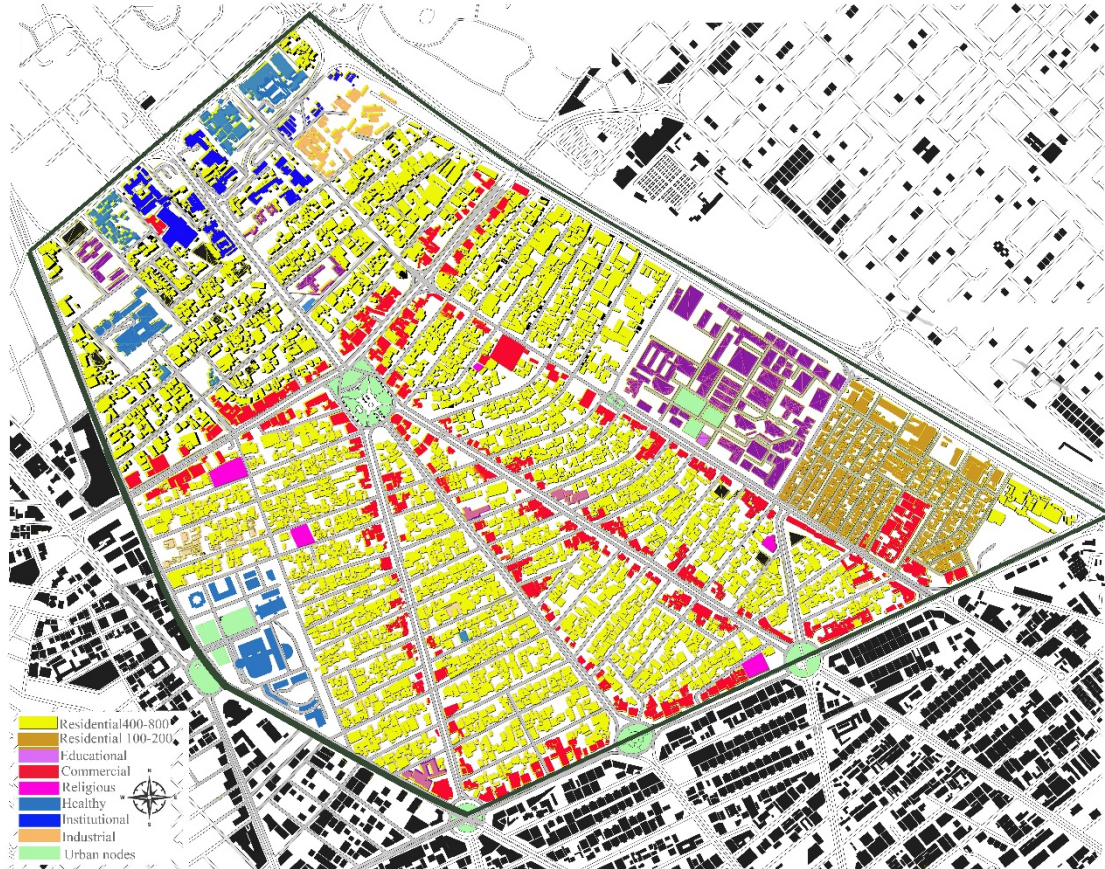 Residential400-800
Residential 100-200
Educational
Commercial
Religious
Healthy
Institutional
Industrial
Urban nodes
N
W
E
S